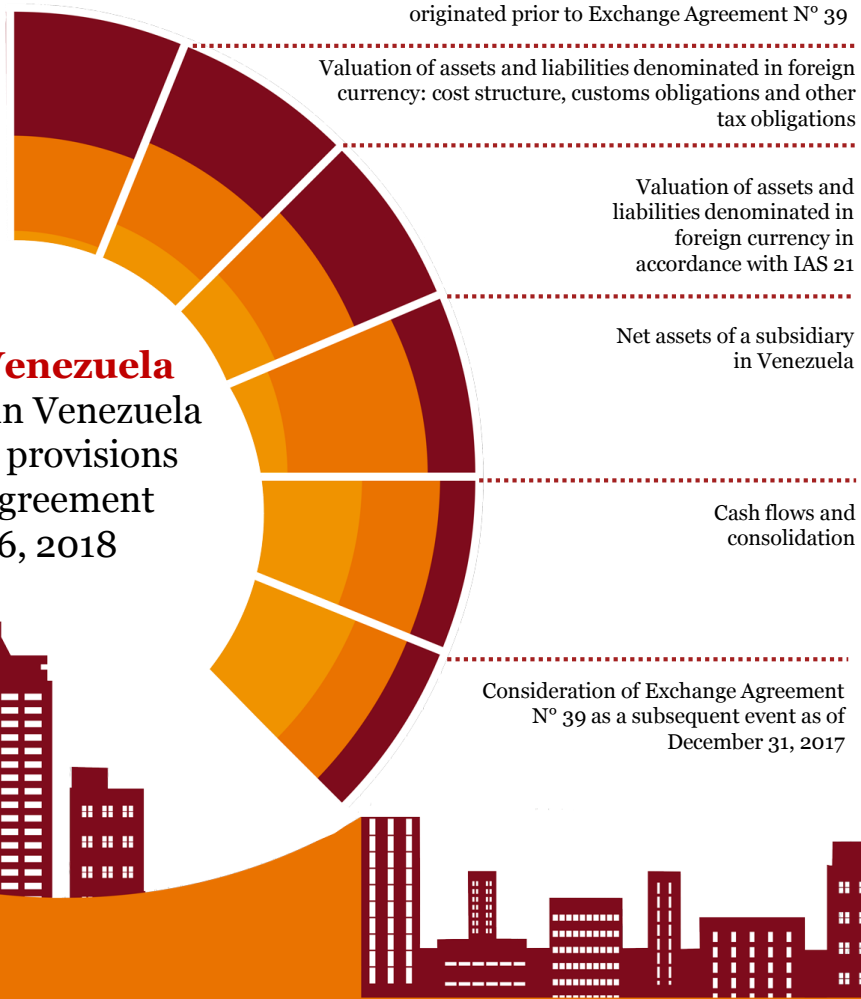 originated prior to Exchange Agreement N° 39
Valuation of assets and liabilities denominated in foreign
currency: cost structure, customs obligations and other
tax obligations
Valuation of assets and
liabilities denominated in
foreign currency in
accordance with IAS 21
Net assets of a subsidiary
in Venezuela
Venezuela
in Venezuela
provisions
greement
6, 2018
Cash flows and
consolidation
Consideration of Exchange Agreement
N° 39 as a subsequent event as of
December 31, 2017